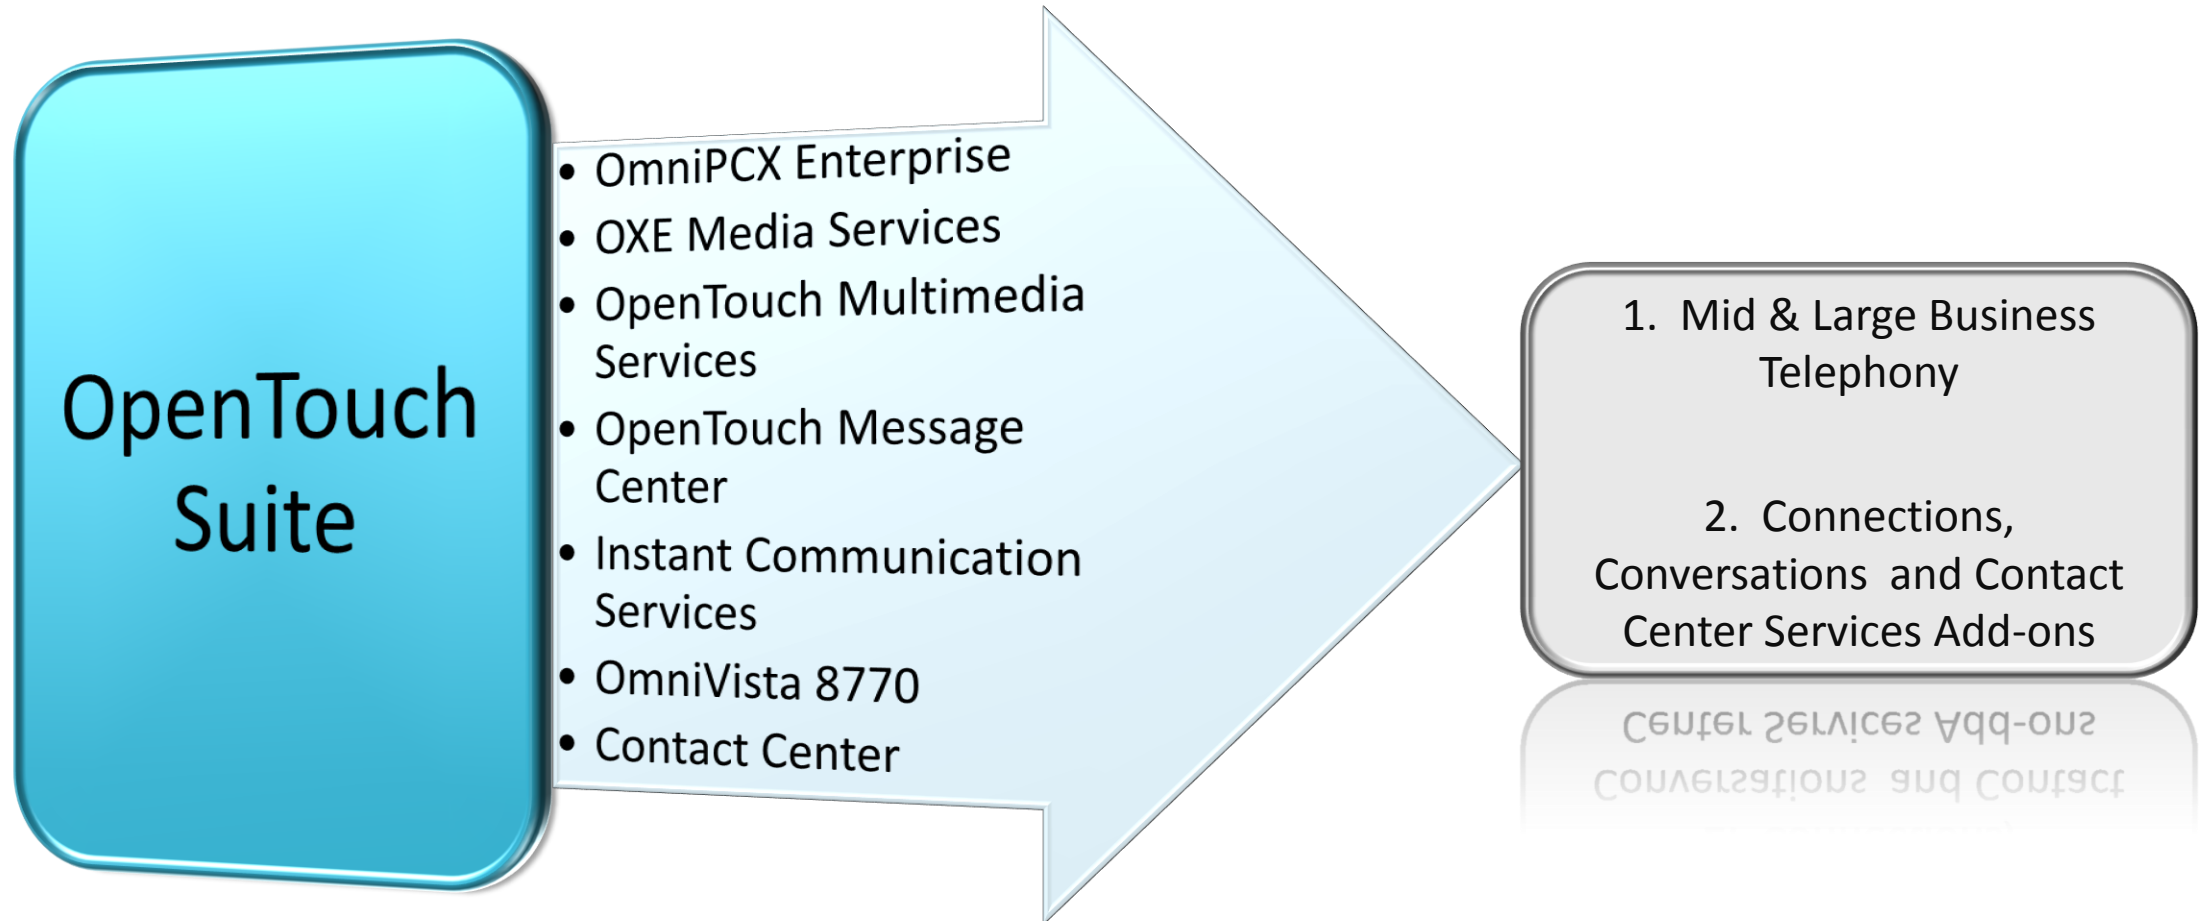 OpenTouch
Suite
• OmniPCX Enterprise
• OXE Media Services
• OpenTouch Multimedia
Services
• OpenTouch Message
Center
• Instant Communication
Services
• OmniVista 8770
• Contact Center
1. Mid & Large Business
Telephony
2. Connections,
Conversations and Contact
Center Services Add-ons